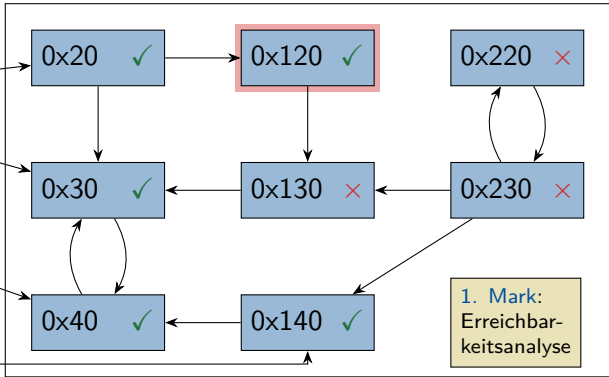 0x20 ✓
0x120 ✓
0x220 ×
0x30 ✓
0x130 ×
0x230 ×
0x40 ✓
0x140 ✓
1. Mark:
Erreichbar-
keitsanalyse